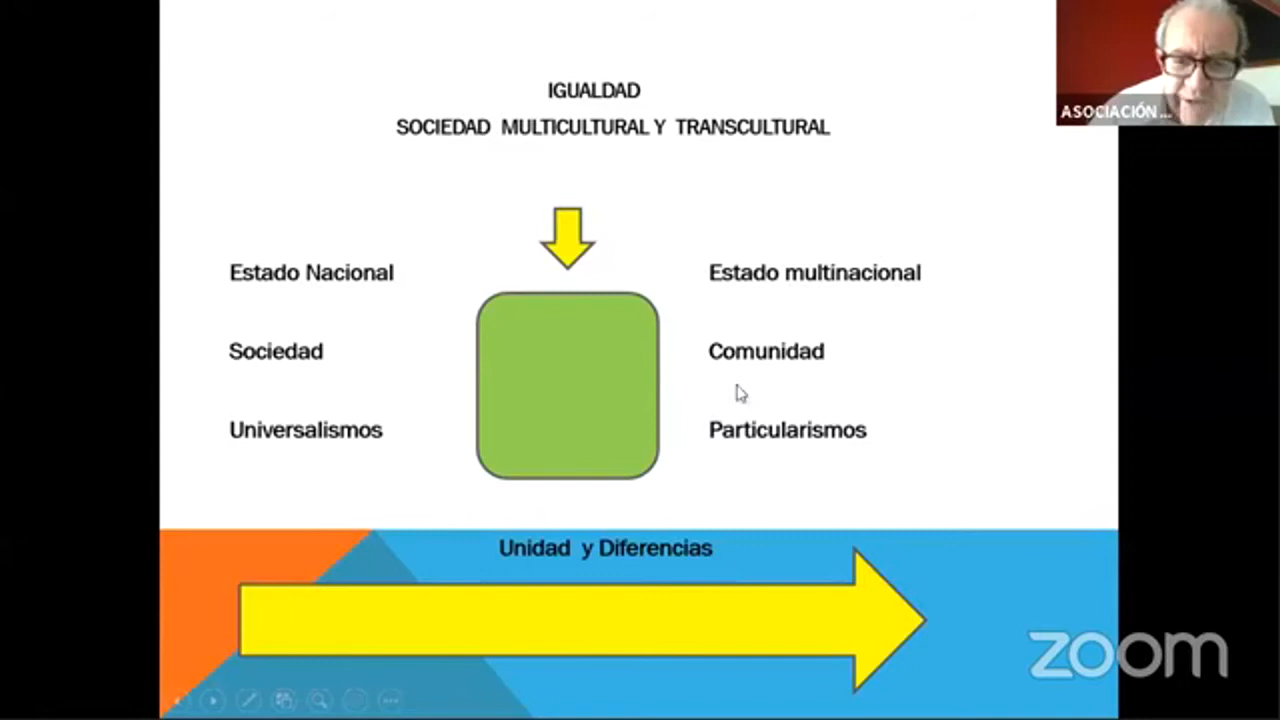 IGUALDAD
SOCIEDAD MULTICULTURAL Y TRANSCULTURAL
ASOCIACIÓN ...
Estado Nacional
Estado multinacional
Sociedad
Comunidad
Universalismos
Particularismos
Unidad y Diferencias
zoom